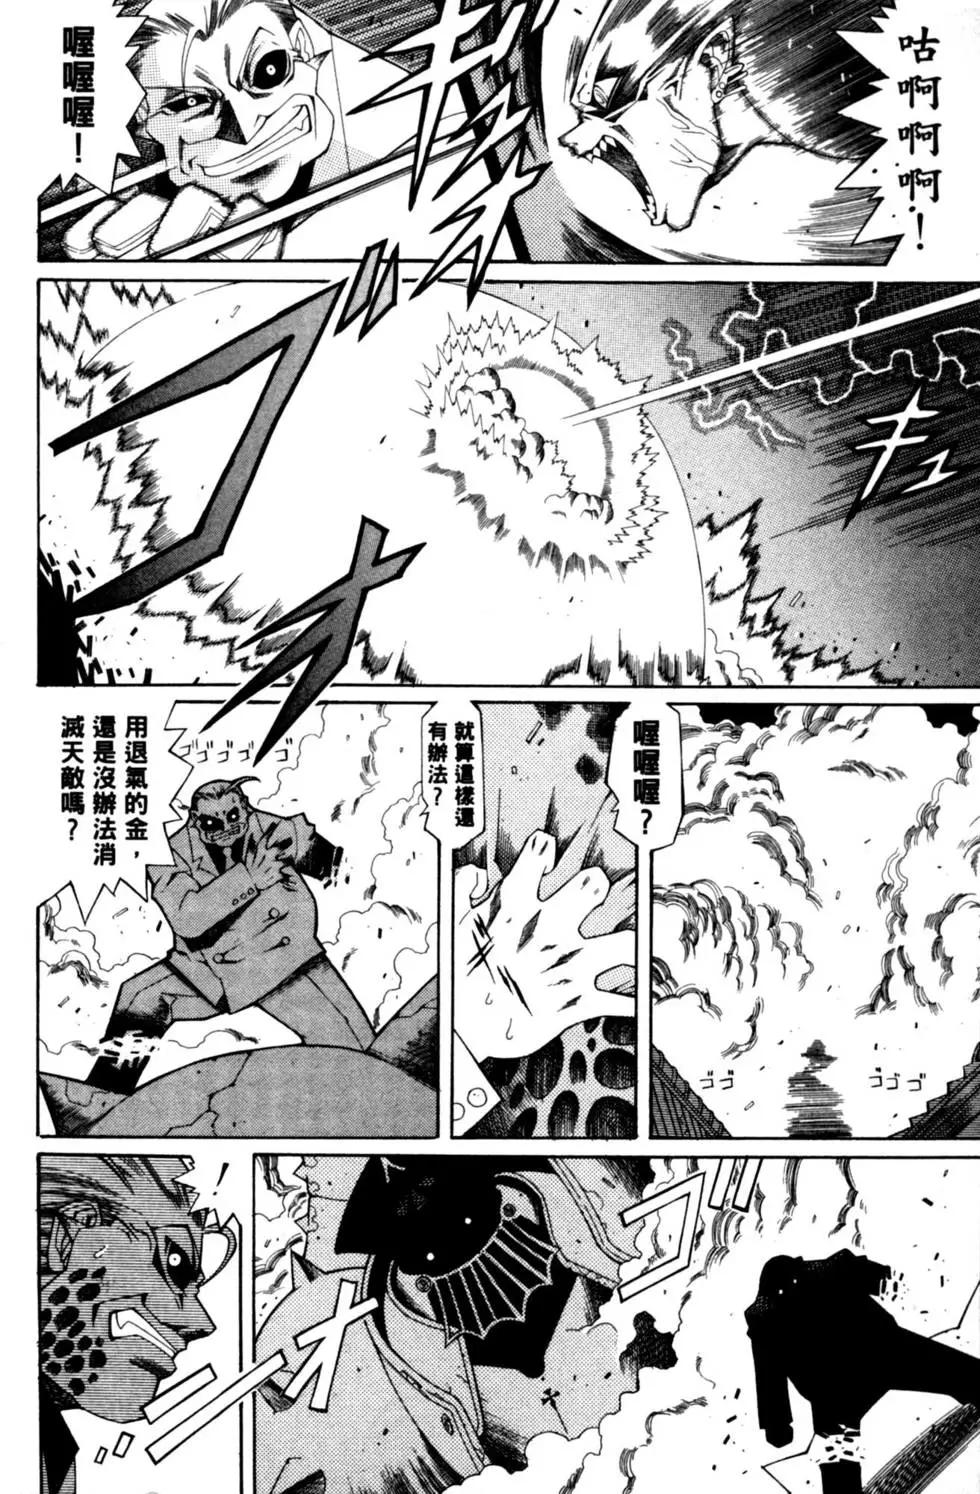 咕啊啊啊！
喔喔喔！
キュ
ゴオ
喔喔喔？
就算這樣還
有辦法？
用退氣的金，
還是沒辦法消
滅天敵嗎？
ゴゴゴ
ゴゴ
ゴゴゴゴゴ
！